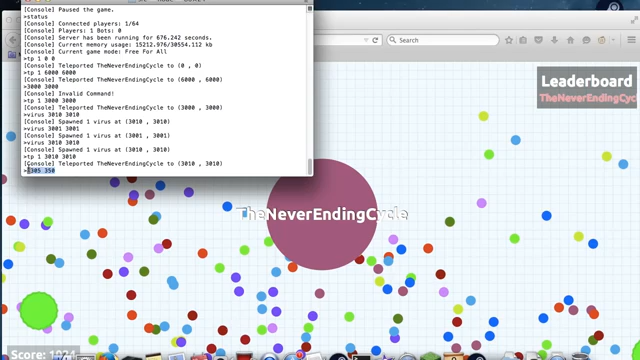 [Console] Paused the game.
>status
[Console] Connected players: 1/64
[Console] Players: 1 Bots: 0
[Console] Server has been running for 676.242 seconds.
[Console] Current memory usage: 15212.976/30554.112 kb
[Console] Current game mode: Free For All
>tp 1 0 0
[Console] Teleported TheNeverEndingCycle to (0 , 0)
>tp 1 6000 6000
[Console] Teleported TheNeverEndingCycle to (6000 , 6000)
>3000 3000
[Console] Invalid Command!
>tp 1 3000 3000
[Console] Teleported TheNeverEndingCycle to (3000 , 3000)
>virus 3010 3010
[Console] Spawned 1 virus at (3010 , 3010)
>virus 3001 3001
[Console] Spawned 1 virus at (3001 , 3001)
>virus 3010 3010
[Console] Spawned 1 virus at (3010 , 3010)
>tp 1 3010 3010
[Console] Teleported TheNeverEndingCycle to (3010 , 3010)
305 350
Search
Leaderboard
TheNeverEndingCycl
TheNeverEndingCycle
Score: 1024